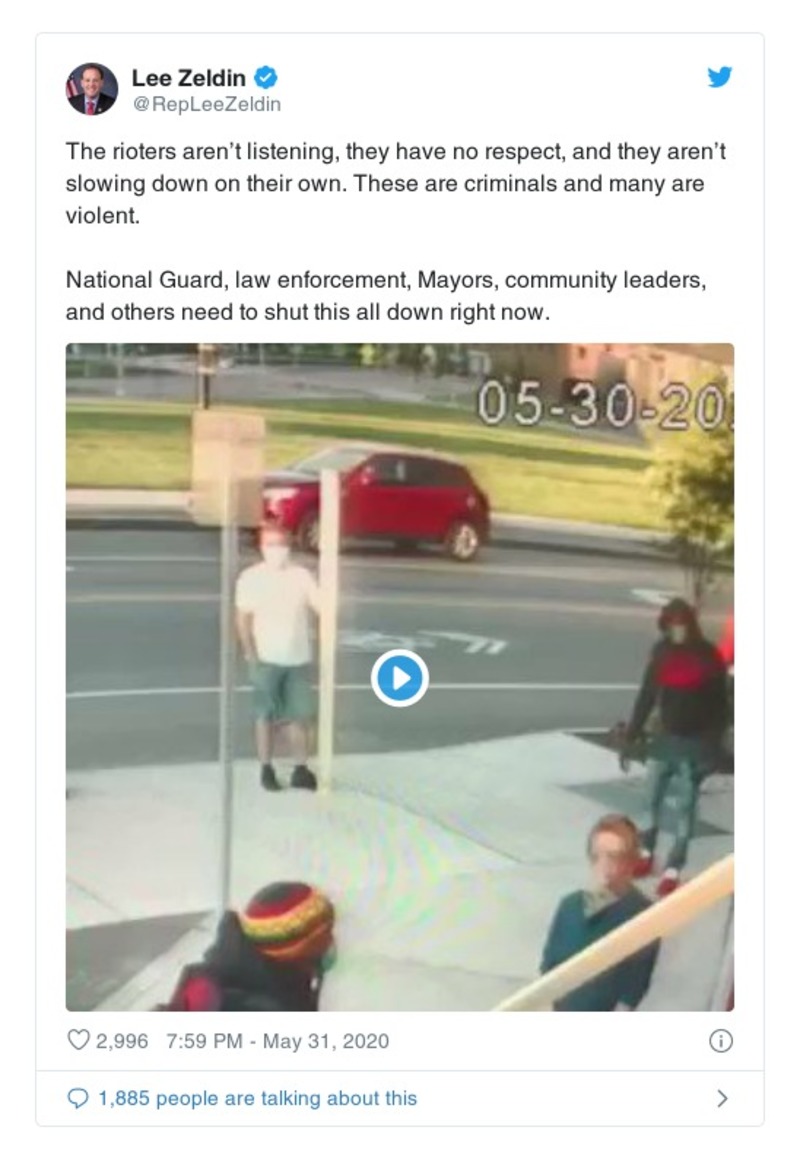 Lee Zeldin
@RepLeeZeldin
The rioters aren’t listening, they have no respect, and they aren’t
slowing down on their own. These are criminals and many are
violent.
National Guard, law enforcement, Mayors, community leaders,
and others need to shut this all down right now.
05-30-20
2,996 7:59 PM - May 31, 2020
1,885 people are talking about this